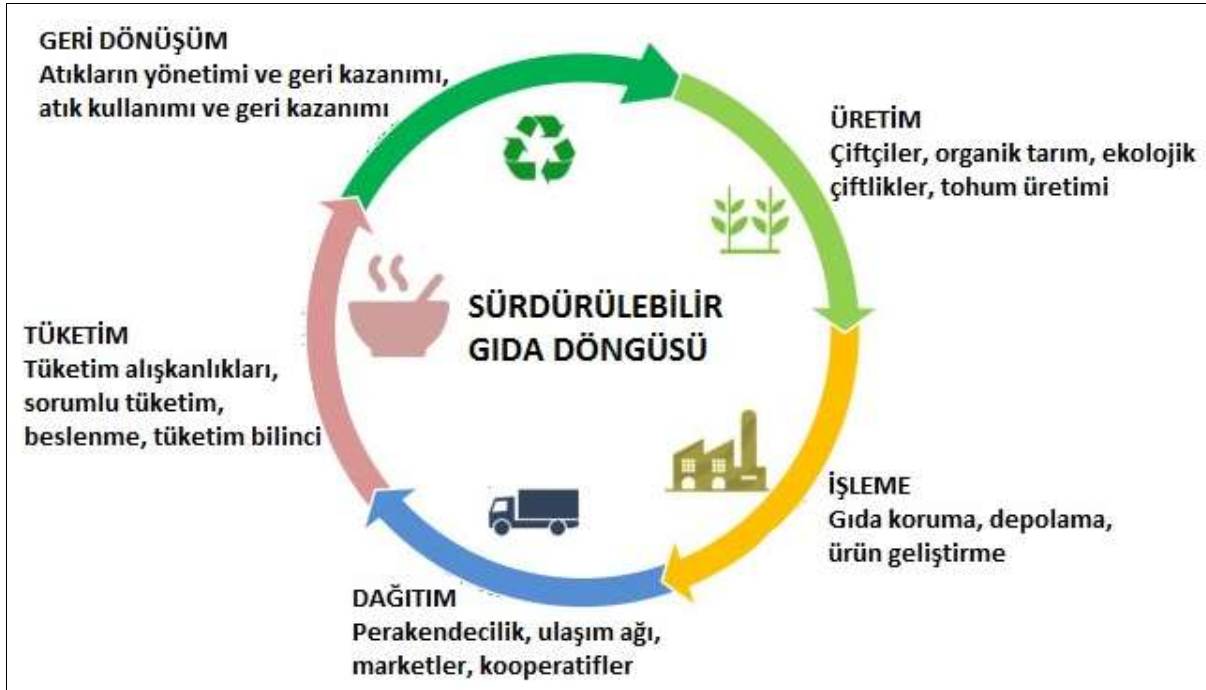 GERİ DÖNÜŞÜM
Atıkların yönetimi ve geri kazanımı,
atık kullanımı ve geri kazanımı
ÜRETİM
Çiftçiler, organik tarım, ekolojik
çiftlikler, tohum üretimi
SÜRDÜRÜLEBİLİR
GIDA DÖNGÜSÜ
TÜKETİM
Tüketim alışkanlıkları,
sorumlu tüketim,
beslenme, tüketim bilinci
İŞLEME
Gıda koruma, depolama,
ürün geliştirme
DAĞITIM
Perakendecilik, ulaşım ağı,
marketler, kooperatifler